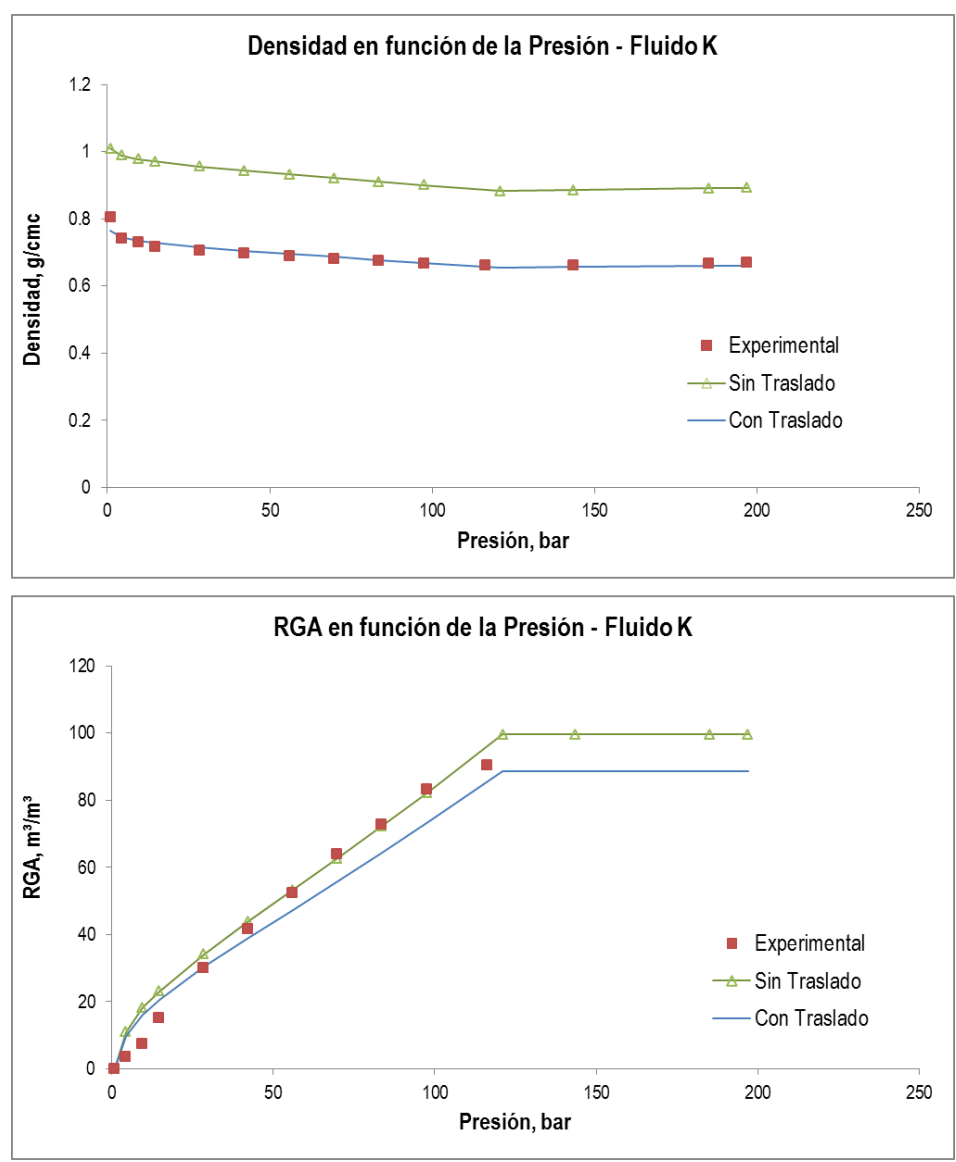 Densidad en función de la Presión - Fluido K
1.2
1
0.8
0.6
0.4
0.2
0
Densidad, g/cmc
Experimental
Sin Traslado
Con Traslado
0 50 100 150 200 250
Presión, bar
RGA en función de la Presión - Fluido K
120
100
80
60
40
20
0
RGA, m³/m³
Experimental
Sin Traslado
Con Traslado
0 50 100 150 200 250
Presión, bar